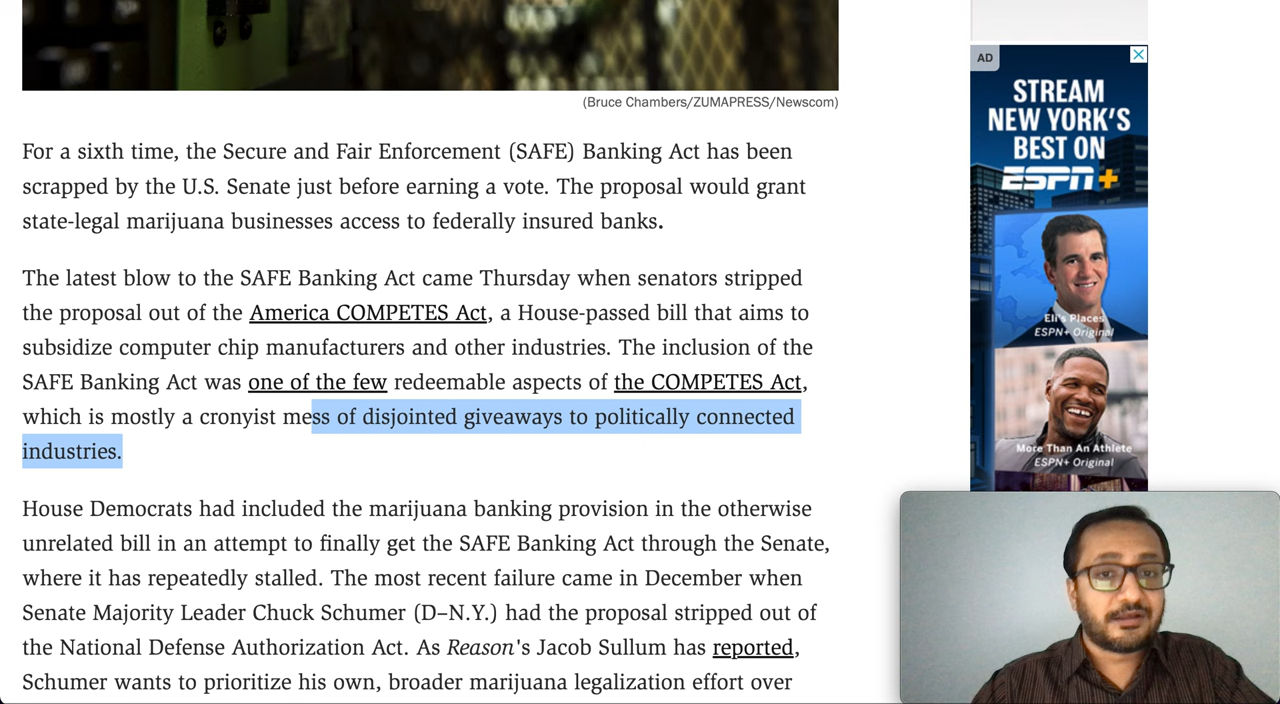 (Bruce Chambers/ZUMAPRESS/Newscom)
For a sixth time, the Secure and Fair Enforcement (SAFE) Banking Act has been
scrapped by the U.S. Senate just before earning a vote. The proposal would grant
state-legal marijuana businesses access to federally insured banks.
The latest blow to the SAFE Banking Act came Thursday when senators stripped
the proposal out of the America COMPETES Act, a House-passed bill that aims to
subsidize computer chip manufacturers and other industries. The inclusion of the
SAFE Banking Act was one of the few redeemable aspects of the COMPETES Act,
which is mostly a cronyist mess of disjointed giveaways to politically connected
industries.
House Democrats had included the marijuana banking provision in the otherwise
unrelated bill in an attempt to finally get the SAFE Banking Act through the Senate,
where it has repeatedly stalled. The most recent failure came in December when
Senate Majority Leader Chuck Schumer (D–N.Y.) had the proposal stripped out of
the National Defense Authorization Act. As Reason's Jacob Sullum has reported,
Schumer wants to prioritize his own, broader marijuana legalization effort over
AD
STREAM
NEW YORK'S
BEST ON
ESPN+
Eli's Places
ESPN+ Original
More Than An Athlete
ESPN+ Original